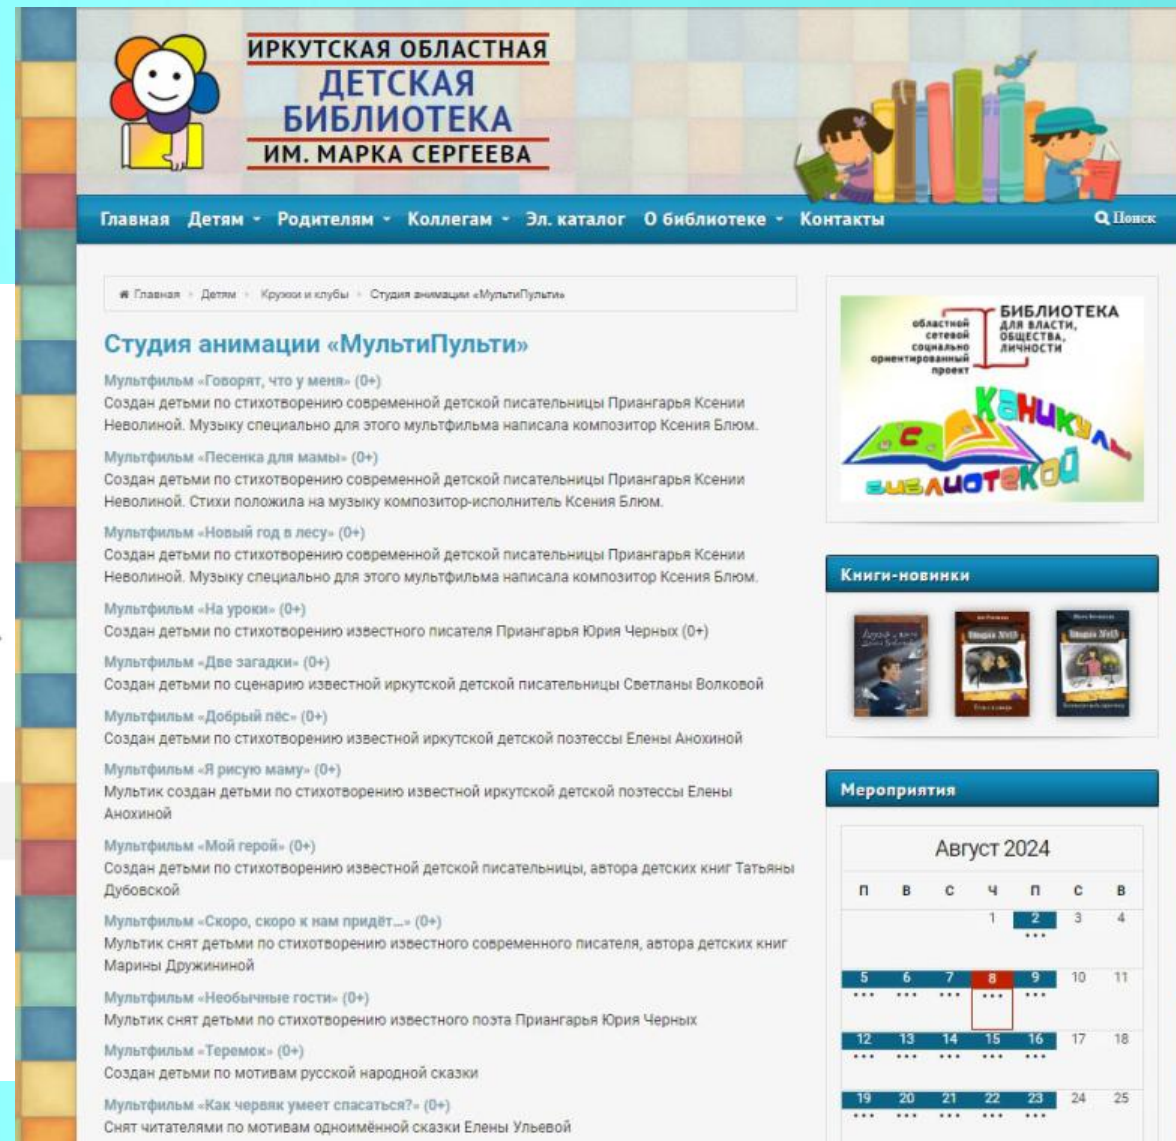 ИРКУТСКАЯ ОБЛАСТНАЯ
ДЕТСКАЯ
БИБЛИОТЕКА
ИМ. МАРКА СЕРГЕЕВА
Главная Детям Родителям Коллегам Эл. каталог О библиотеке Контакты Поиск
Главная Детям Кружки и клубы Студия анимации «МультиПульти»
Студия анимации «МультиПульти»
Мультфильм «Говорят, что у меня» (0+)
Создан детьми по стихотворению современной детской писательницы Приангарья Ксении
Неволиной. Музыку специально для этого мультфильма написала композитор Ксения Блюм.
Мультфильм «Песенка для мамы» (0+)
Создан детьми по стихотворению современной детской писательницы Приангарья Ксении
Неволиной. Стихи положила на музыку композитор-исполнитель Ксения Блюм.
Мультфильм «Новый год в лесу» (0+)
Создан детьми по стихотворению современной детской писательницы Приангарья Ксении
Неволиной. Музыку специально для этого мультфильма написала композитор Ксения Блюм.
Мультфильм «На уроки» (0+)
Создан детьми по стихотворению известного писателя Приангарья Юрия Черных (0+)
Мультфильм «Две загадки» (0+)
Создан детьми по сценарию известной иркутской детской писательницы Светланы Волковой
Мультфильм «Добрый пёс» (0+)
Создан детьми по стихотворению известной иркутской детской поэтессы Елены Анохиной
Мультфильм «Я рисую маму» (0+)
Мультик создан детьми по стихотворению известной иркутской детской поэтессы Елены
Анохиной
Мультфильм «Мой герой» (0+)
Создан детьми по стихотворению известной детской писательницы, автора детских книг Татьяны
Дубовской
Мультфильм «Скоро, скоро к нам придёт...» (0+)
Мультик снят детьми по стихотворению известного современного писателя, автора детских книг
Марины Дружининой
Мультфильм «Необычные гости» (0+)
Мультик снят детьми по стихотворению известного поэта Приангарья Юрия Черных
Мультфильм «Теремок» (0+)
Создан детьми по мотивам русской народной сказки
Мультфильм «Как червяк умеет спасаться?» (0+)
Снят читателями по мотивам одноимённой сказки Елены Ульевой
областной
сетевой
социально
ориентированный
проект
БИБЛИОТЕКА
ДЛЯ ВЛАСТИ,
ОБЩЕСТВА,
ЛИЧНОСТИ
Каникулы
с
библиотекой
Книги-новинки
Мероприятия
Август 2024
П В С Ч П С В
1 2 3 4
5 6 7 8 9 10 11
12 13 14 15 16 17 18
19 20 21 22 23 24 25